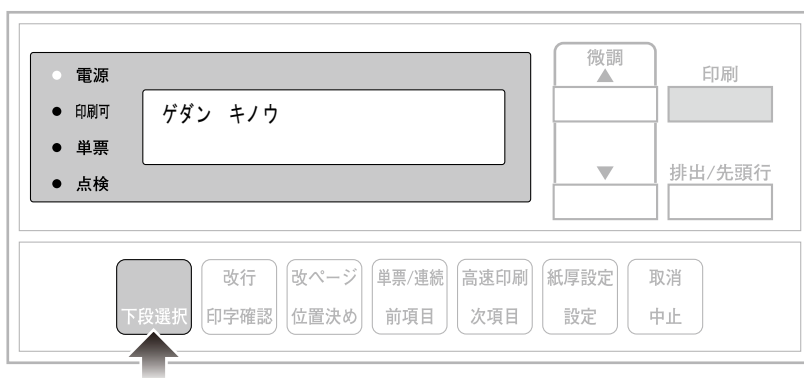 電源
印刷可
単票
点検
ゲダン キノウ
微調
▲
▼
印刷
排出/先頭行
下段選択
改行
印字確認
改ページ
位置決め
単票/連続
前項目
高速印刷
次項目
紙厚設定
設定
取消
中止